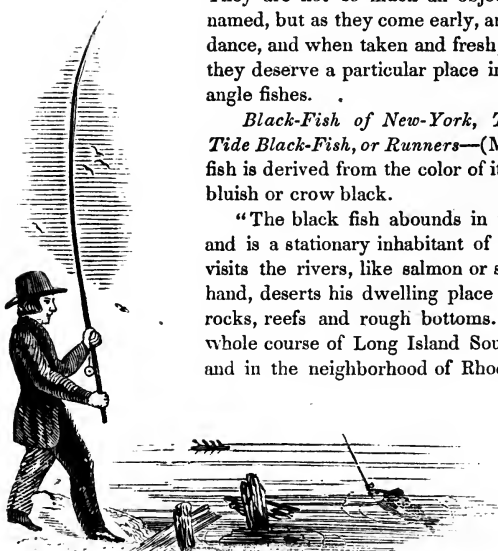 They are not so much an obje
named, but as they come early, an
dance, and when taken and fresh
they deserve a particular place in
angle fishes.
Black-Fish of New-York, T
Tide Black-Fish, or Runners—(M
fish is derived from the color of it
bluish or crow black.
"The black fish abounds in
and is a stationary inhabitant of
visits the rivers, like salmon or s
hand, deserts his dwelling place
rocks, reefs and rough bottoms.
whole course of Long Island Sou
and in the neighborhood of Rho